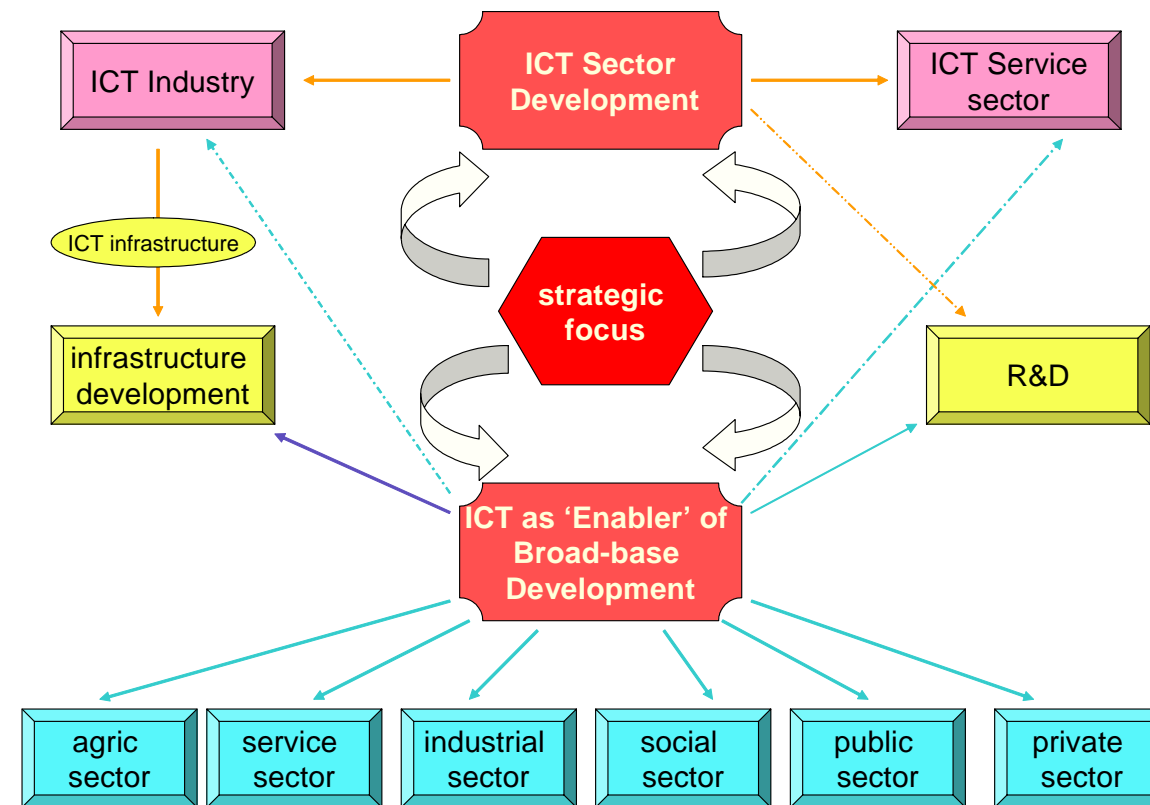 ICT Industry
ICT Sector
Development
ICT Service
sector
ICT infrastructure
strategic
focus
infrastructure
development
R&D
ICT as ‘Enabler’ of
Broad-base
Development
agric
sector
service
sector
industrial
sector
social
sector
public
sector
private
sector